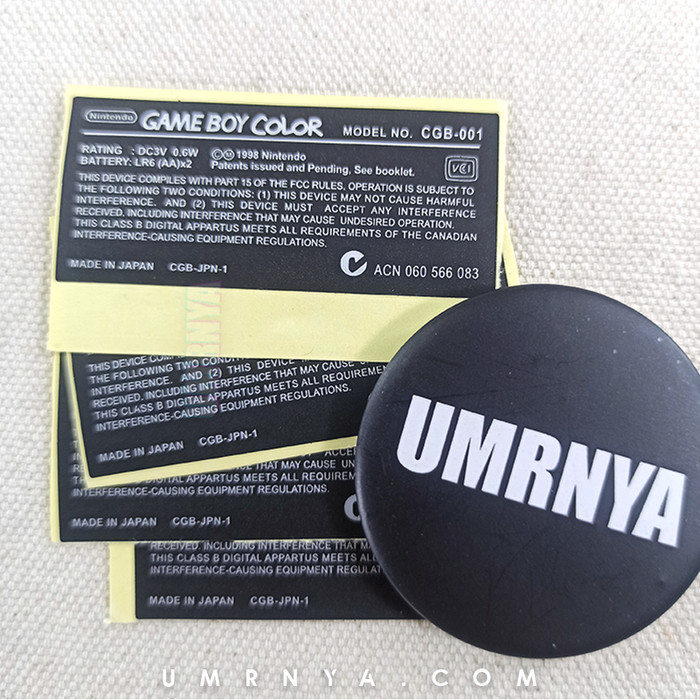 Nintendo GAME BOY COLOR MODEL NO. CGB-001
RATING : DC3V 0.6W
BATTERY: LR6 (AA)x2
©Ⓜ 1998 Nintendo
Patents issued and Pending. See booklet.
VCI
THIS DEVICE COMPILES WITH PART 15 OF THE FCC RULES. OPERATION IS SUBJECT TO
THE FOLLOWING TWO CONDITIONS: (1) THIS DEVICE MAY NOT CAUSE HARMFUL
INTERFERENCE. AND (2) THIS DEVICE MUST ACCEPT ANY INTERFERENCE
RECEIVED. INCLUDING INTERFERENCE THAT MAY CAUSE UNDESIRED OPERATION.
THIS CLASS B DIGITAL APPARTUS MEETS ALL REQUIREMENTS OF THE CANADIAN
INTERFERENCE-CAUSING EQUIPMENT REGULATIONS.
MADE IN JAPAN CGB-JPN-1
ACN 060 566 083
THIS DEVICE
THE FOLLOWING TWO CONDIT
INTERFERENCE. AND (2) THIS DEVICE
RECEIVED. INCLUDING INTERFERENCE THAT MAY CAUSE
THIS CLASS B DIGITAL APPARTUS MEETS ALL REQUIREMEN
INTERFERENCE-CAUSING EQUIPMENT REGULATIONS.
MADE IN JAPAN CGB-JPN-1
THAT MAY CAUSE UN
DIGITAL APPARTUS MEETS ALL REQUIREME
INTERFERENCE-CAUSING EQUIPMENT REGULATIONS.
MADE IN JAPAN CGB-JPN-1
RECEIVED. INCLUDING INTERFERENCE THAT M
THIS CLASS B DIGITAL APPARTUS MEETS ALL
INTERFERENCE-CAUSING EQUIPMENT REGULAT
MADE IN JAPAN CGB-JPN-1
UMRNYA
UMRNYA.COM